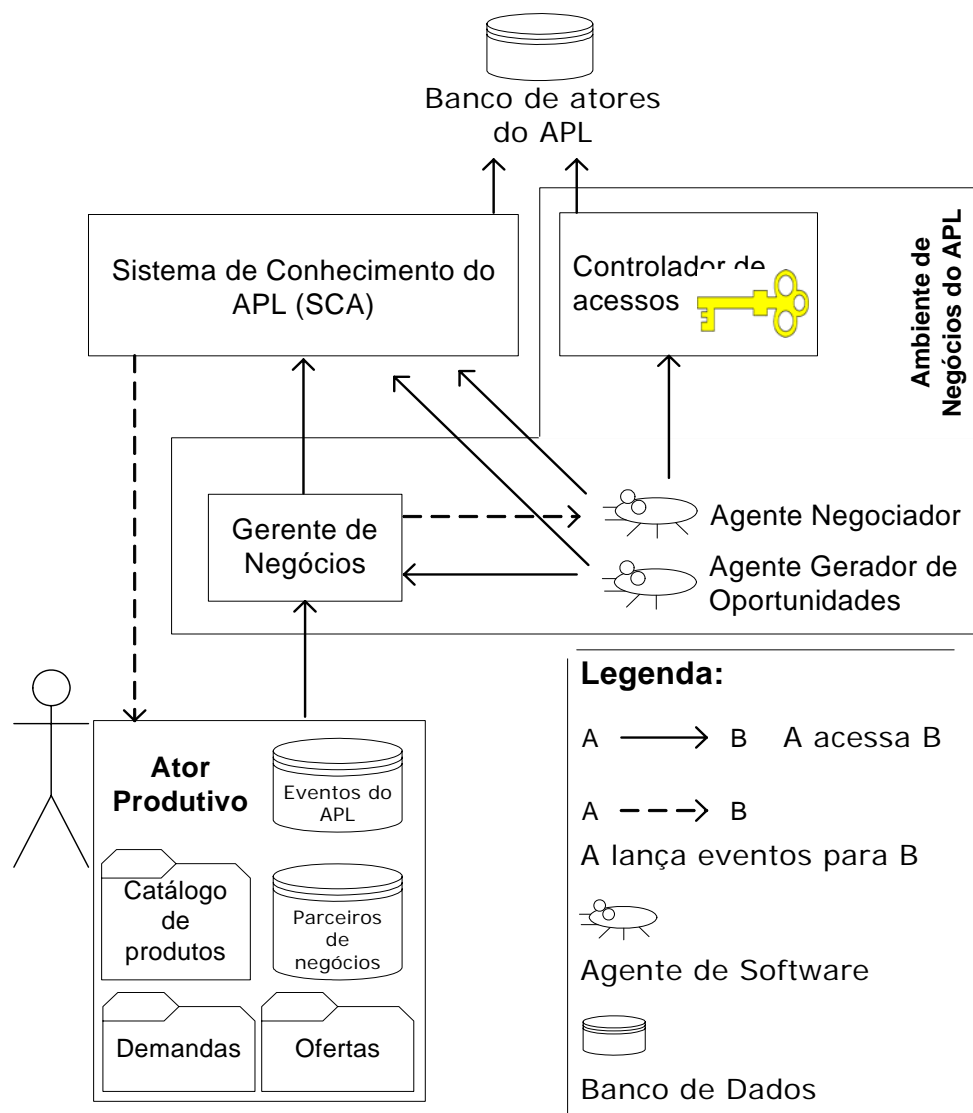 Banco de atores
do APL
Sistema de Conhecimento do
APL (SCA)
Controlador de
acessos
Ambiente de
Negócios do APL
Gerente de
Negócios
Agente Negociador
Agente Gerador de
Oportunidades
Ator
Produtivo
Eventos do
APL
Catálogo
de
produtos
Parceiros
de
negócios
Demandas
Ofertas
Legenda:
A B A acessa B
A B
A lança eventos para B
Agente de Software
Banco de Dados